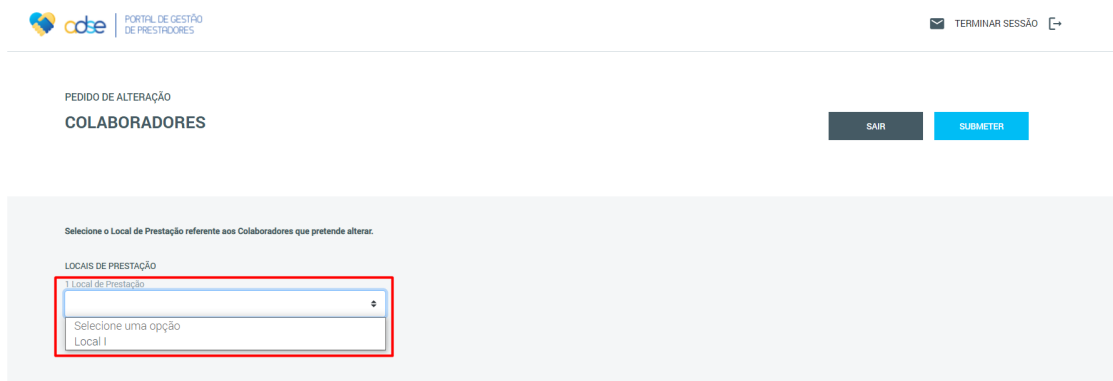 adse
PORTAL DE GESTÃO
DE PRESTADORES
TERMINAR SESSÃO
PEDIDO DE ALTERAÇÃO
COLABORADORES
SAIR
SUBMETER
Selecione o Local de Prestação referente aos Colaboradores que pretende alterar.
LOCAIS DE PRESTAÇÃO
1 Local de Prestação
Selecione uma opção
Local I